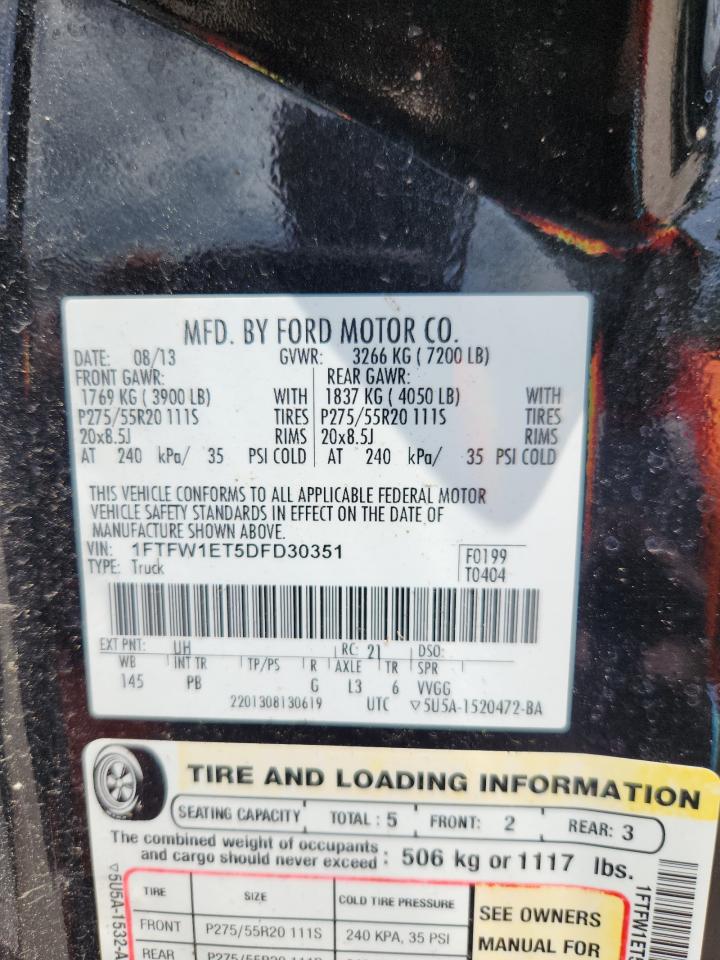 MFD. BY FORD MOTOR CO.
DATE: 08/13 GVWR: 3266 KG ( 7200 LB)
FRONT GAWR: REAR GAWR:
1769 KG ( 3900 LB) WITH 1837 KG ( 4050 LB) WITH
P275/55R20 111S TIRES P275/55R20 111S TIRES
20x8.5J RIMS 20x8.5J RIMS
AT 240 kPa/ 35 PSI COLD AT 240 kPa/ 35 PSI COLD
THIS VEHICLE CONFORMS TO ALL APPLICABLE FEDERAL MOTOR
VEHICLE SAFETY STANDARDS IN EFFECT ON THE DATE OF
MANUFACTURE SHOWN ABOVE.
VIN: 1FTFW1ET5DFD30351
TYPE: Truck
F0199
T0404
EXT PNT: UH RC: 21 DSO:
WB INT TR TP/PS R AXLE TR SPR
145 PB G L3 6 VVGG
2201308130619 UTC ▽5U5A-1520472-BA
TIRE AND LOADING INFORMATION
SEATING CAPACITY TOTAL : 5 FRONT: 2 REAR: 3
The combined weight of occupants
and cargo should never exceed : 506 kg or 1117 lbs.
TIRE SIZE COLD TIRE PRESSURE
FRONT P275/55R20 111S 240 KPA, 35 PSI
REAR
SEE OWNERS
MANUAL FOR
▽5U5A-1532-A
1FTFW1ET5